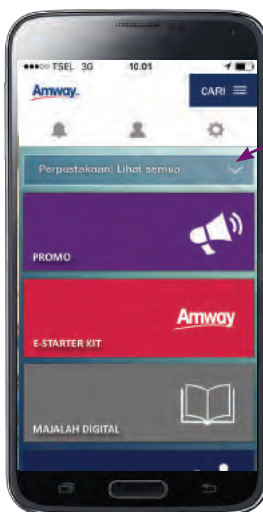 TSEL 3G 10.01
Amway.
CARI
Perpustakaan: Lihat semua
PROMO
Amway
E-STARTER KIT
MAJALAH DIGITAL